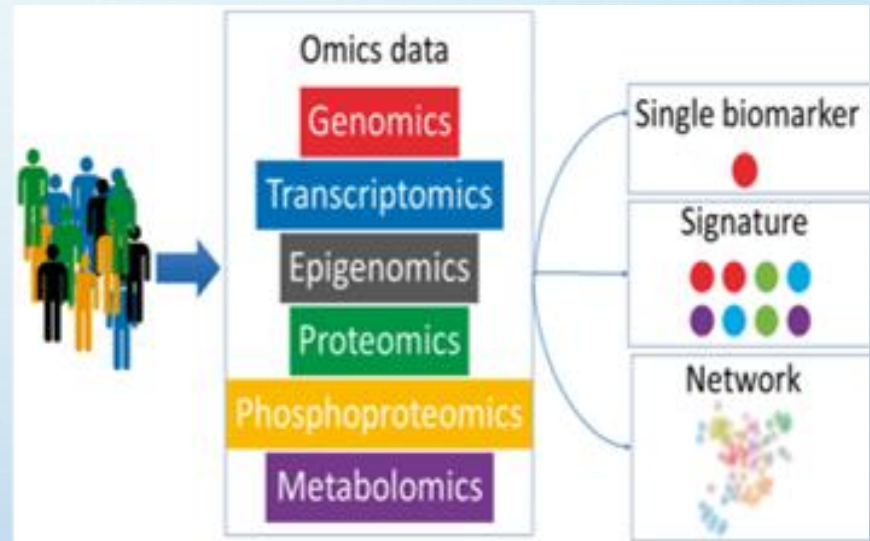 Omics data
Genomics
Transcriptomics
Epigenomics
Proteomics
Phosphoproteomics
Metabolomics
Single biomarker
Signature
Network